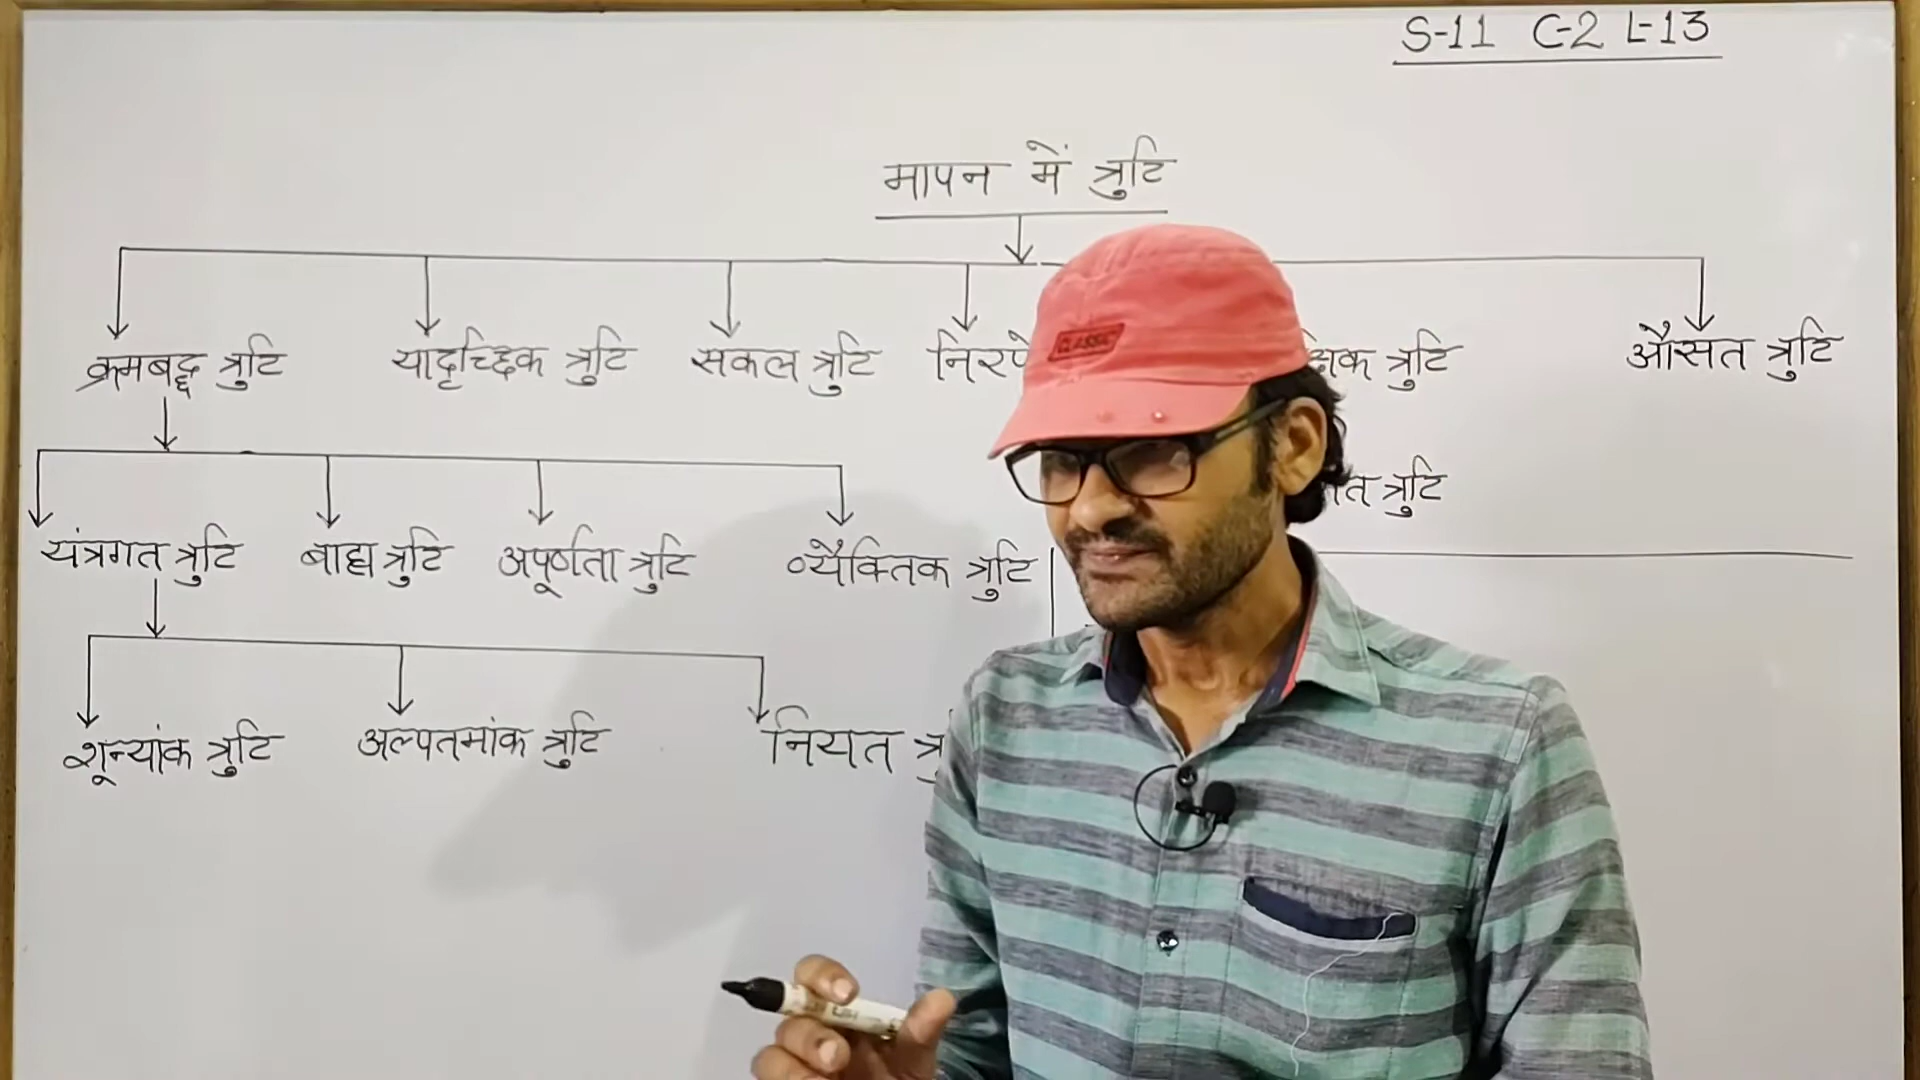 S-11 C-2 L-13
मापन में त्रुटि
क्रमबद्ध त्रुटि यादृच्छिक त्रुटि सकल त्रुटि त्रुटि औसत त्रुटि
त्रुटि
यंत्रगत त्रुटि बाह्य त्रुटि अपूर्णता त्रुटि व्यैक्तिक त्रुटि
शून्यांक त्रुटि अल्पतमांक त्रुटि नियत
CLASSIC